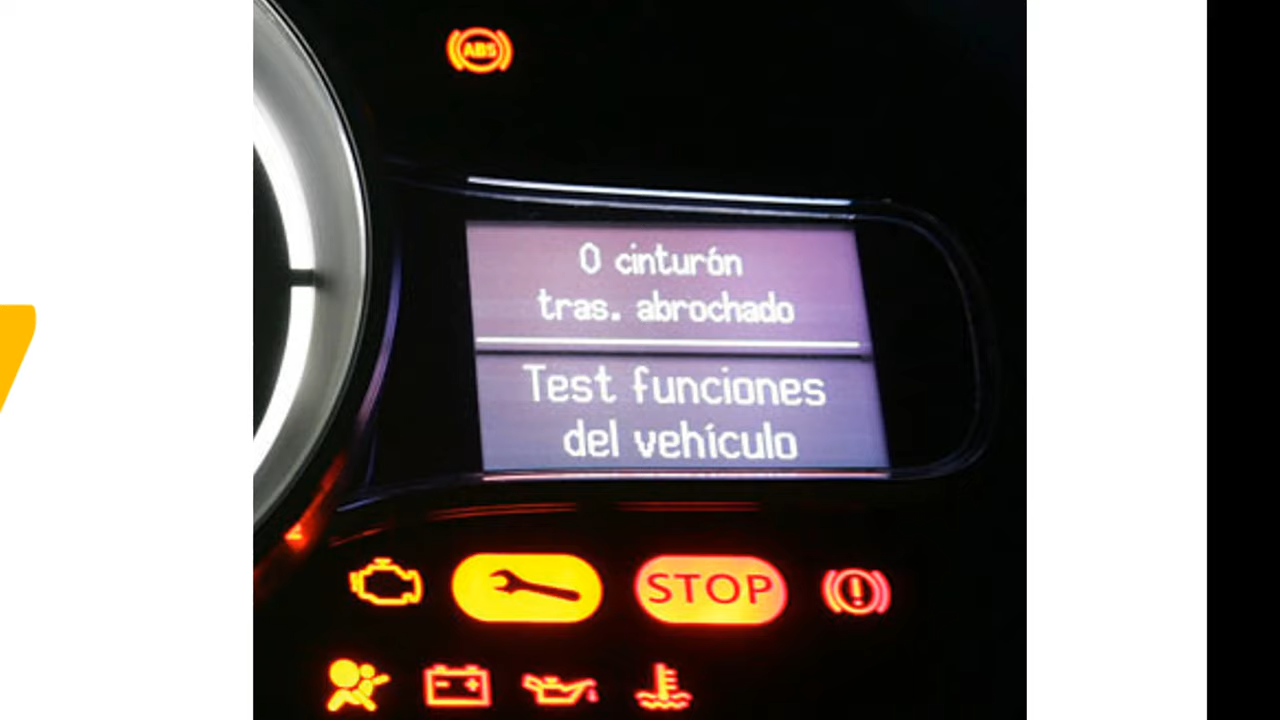 ABS
0 cinturón
tras. abrochado
Test funciones
del vehículo
STOP